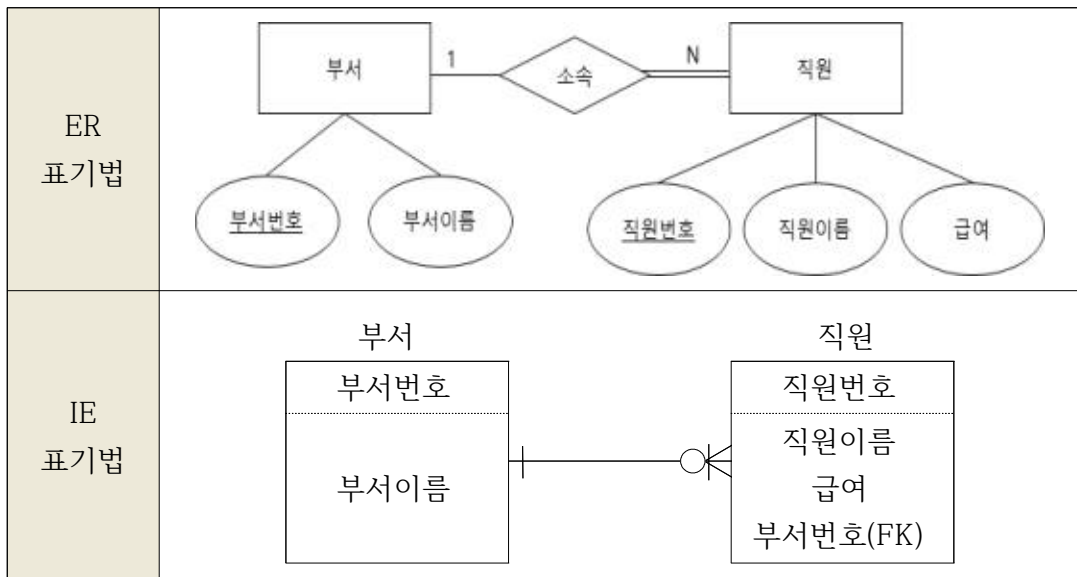 ER
표기법
부서
1
소속
N
직원
부서번호
부서이름
직원번호
직원이름
급여
IE
표기법
부서
직원
부서번호
부서이름
직원번호
직원이름
급여
부서번호(FK)